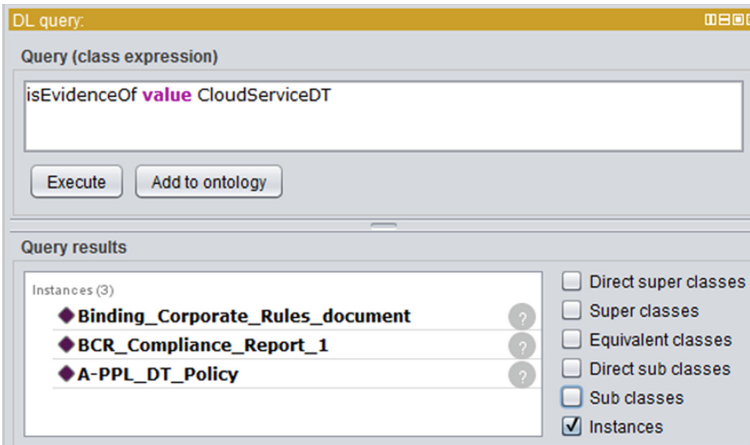 DL query:
Query (class expression)
isEvidenceOf value CloudServiceDT
Execute
Add to ontology
Query results
Instances (3)
Binding_Corporate_Rules_document
?
BCR_Compliance_Report_1
?
A-PPL_DT_Policy
?
Direct super classes
Super classes
Equivalent classes
Direct sub classes
Sub classes
Instances